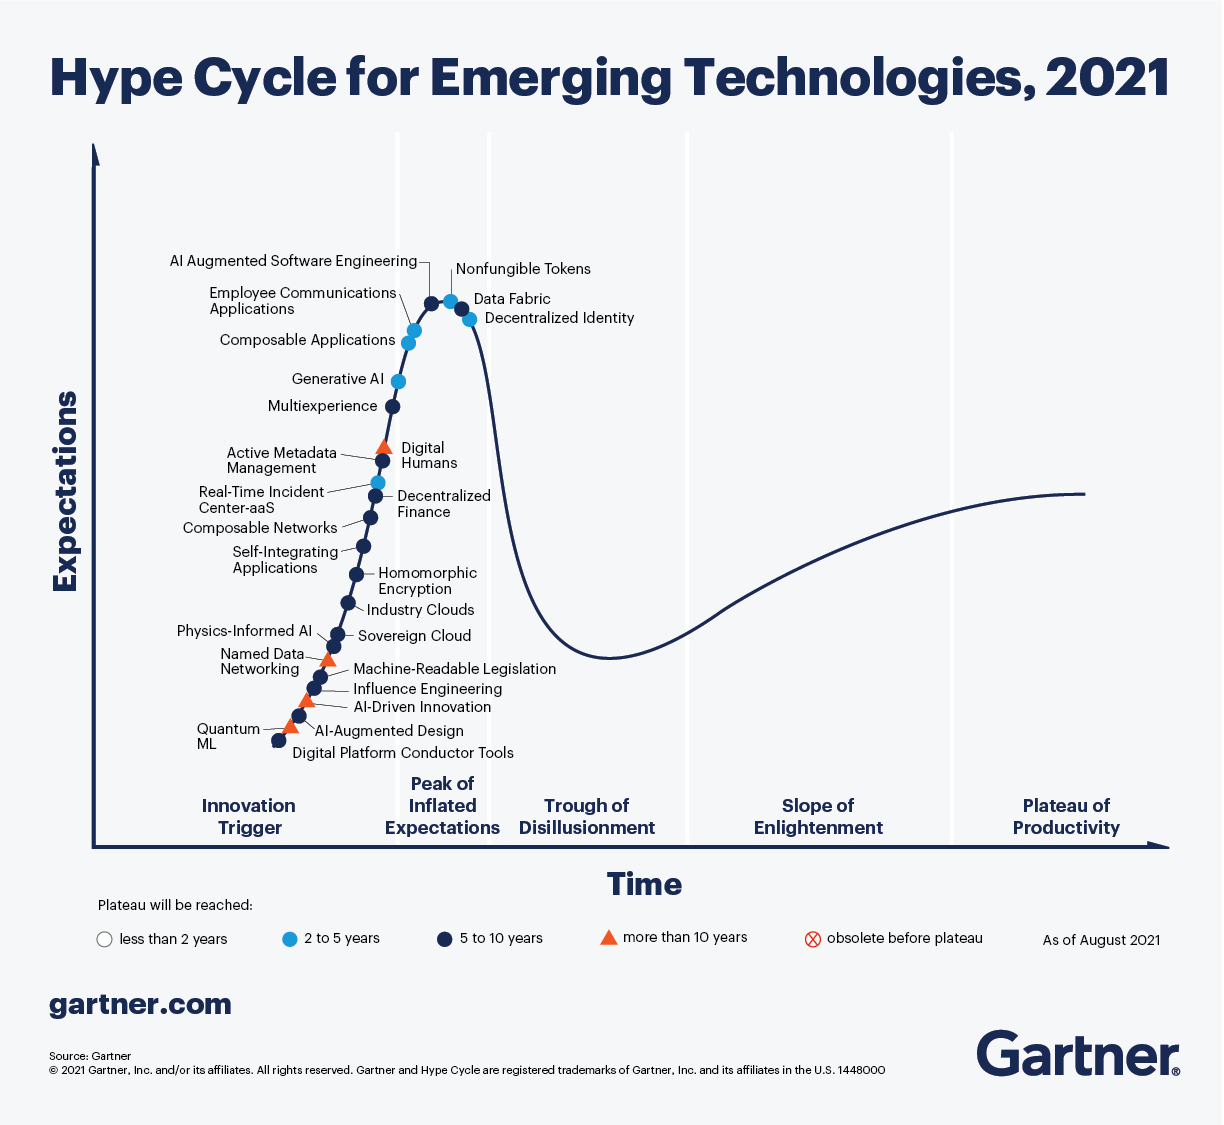 Hype Cycle for Emerging Technologies, 2021
Expectations
AI Augmented Software Engineering
Nonfungible Tokens
Employee Communications
Applications
Data Fabric
Decentralized Identity
Composable Applications
Generative AI
Multiexperience
Active Metadata
Management
Digital
Humans
Real-Time Incident
Center-aaS
Decentralized
Finance
Composable Networks
Self-Integrating
Applications
Homomorphic
Encryption
Industry Clouds
Physics-Informed AI
Sovereign Cloud
Named Data
Networking
Machine-Readable Legislation
Influence Engineering
AI-Driven Innovation
Quantum
ML
AI-Augmented Design
Digital Platform Conductor Tools
Innovation
Trigger
Peak of
Inflated
Expectations
Trough of
Disillusionment
Slope of
Enlightenment
Plateau of
Productivity
Time
Plateau will be reached:
less than 2 years
2 to 5 years
5 to 10 years
more than 10 years
obsolete before plateau
As of August 2021
gartner.com
Source: Gartner
© 2021 Gartner, Inc. and/or its affiliates. All rights reserved. Gartner and Hype Cycle are registered trademarks of Gartner, Inc. and its affiliates in the U.S. 1448000
Gartner®